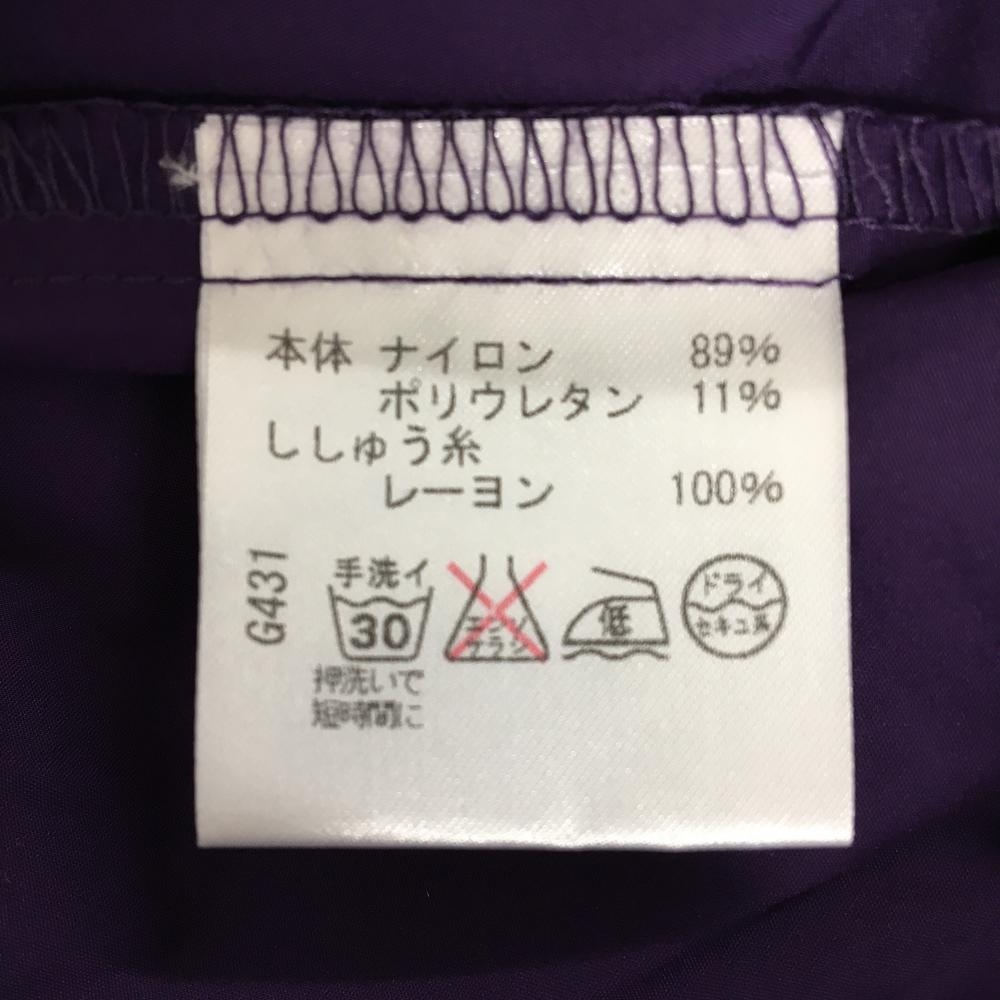 本体 ナイロン 89%
ポリウレタン 11%
ししゅう糸
レーヨン 100%
G431
手洗イ
30
押洗いで
短時間に
エンソ
サラシ
低
ドライ
セキユ系